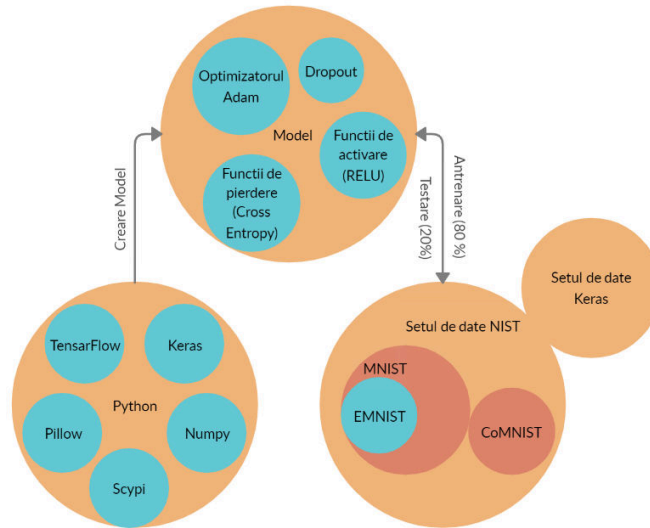 Optimizatorul
Adam
Dropout
Model
Functii de
activare
(RELU)
Functii de
pierdere
(Cross
Entropy)
Creare Model
Antrenare (80 %)
Testare (20%)
Setul de date
Keras
Setul de date NIST
MNIST
EMNIST
CoMNIST
TensarFlow
Keras
Python
Pillow
Numpy
Scypi